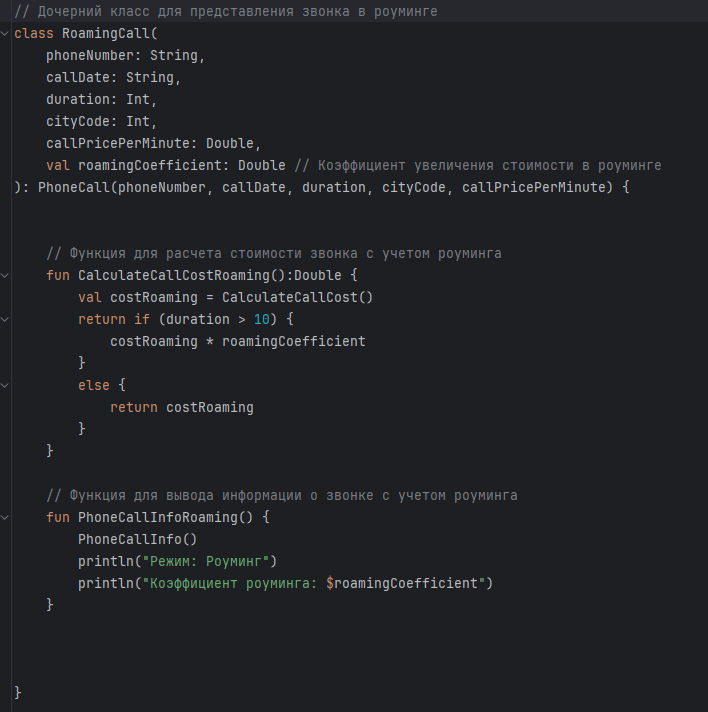 // Дочерний класс для представления звонка в роуминге
class RoamingCall(
    phoneNumber: String,
    callDate: String,
    duration: Int,
    cityCode: Int,
    callPricePerMinute: Double,
    val roamingCoefficient: Double // Коэффициент увеличения стоимости в роуминге
): PhoneCall(phoneNumber, callDate, duration, cityCode, callPricePerMinute) {
    // Функция для расчета стоимости звонка с учетом роуминга
    fun CalculateCallCostRoaming():Double {
        val costRoaming = CalculateCallCost()
        return if (duration > 10) {
            costRoaming * roamingCoefficient
        }
        else {
            return costRoaming
        }
    }
    // Функция для вывода информации о звонке с учетом роуминга
    fun PhoneCallInfoRoaming() {
        PhoneCallInfo()
        println("Режим: Роуминг")
        println("Коэффициент роуминга: $roamingCoefficient")
    }
}